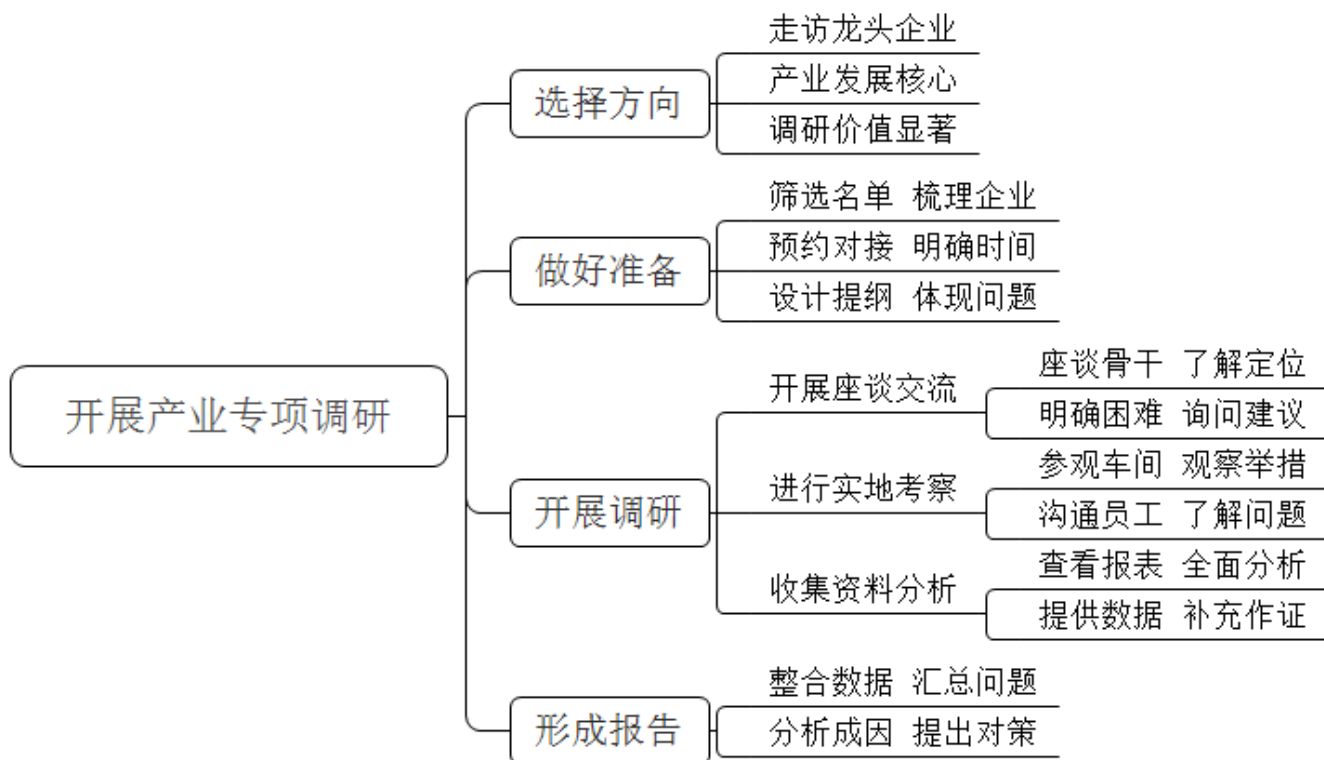 开展产业专项调研
选择方向
走访龙头企业
产业发展核心
调研价值显著
做好准备
筛选名单 梳理企业
预约对接 明确时间
设计提纲 体现问题
开展调研
开展座谈交流
座谈骨干 了解定位
明确困难 询问建议
进行实地考察
参观车间 观察举措
沟通员工 了解问题
收集资料分析
查看报表 全面分析
提供数据 补充作证
形成报告
整合数据 汇总问题
分析成因 提出对策